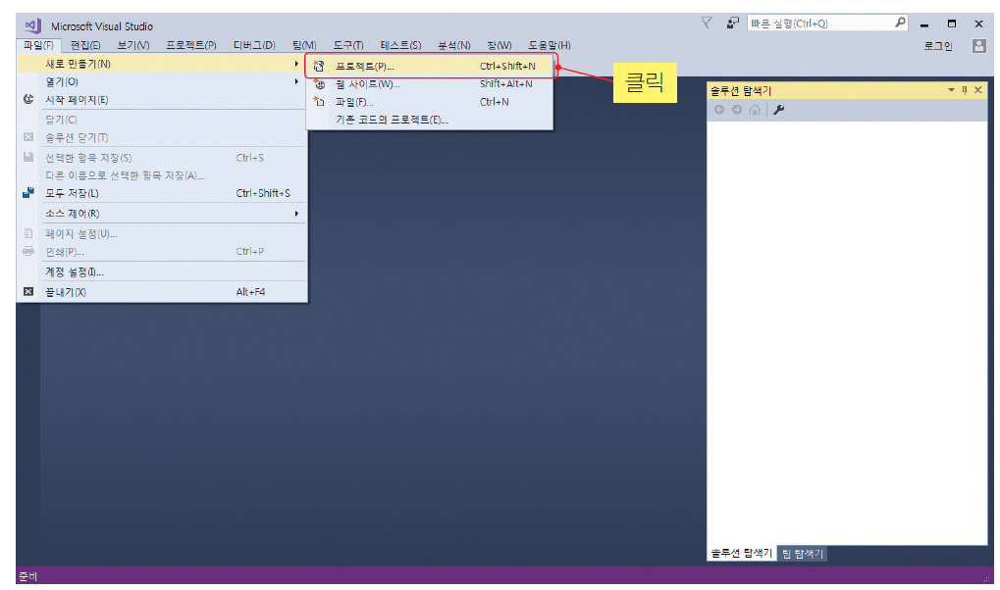 Microsoft Visual Studio
빠른 실행(Ctrl+Q)
파일(F) 편집(E) 보기(V) 프로젝트(P) 디버그(D) 팀(M) 도구(T) 테스트(S) 분석(N) 창(W) 도움말(H)
로그인
새로 만들기(N)
열기(O)
시작 페이지(E)
닫기(C)
솔루션 닫기(T)
선택한 항목 저장(S) Ctrl+S
다른 이름으로 선택한 항목 저장(A)...
모두 저장(L) Ctrl+Shift+S
소스 제어(R)
페이지 설정(U)...
인쇄(P)... Ctrl+P
계정 설정(I)...
끝내기(X) Alt+F4
프로젝트(P)... Ctrl+Shift+N
웹 사이트(W)... Shift+Alt+N
파일(F)... Ctrl+N
기존 코드의 프로젝트(E)...
클릭
솔루션 탐색기
솔루션 탐색기 팀 탐색기
준비